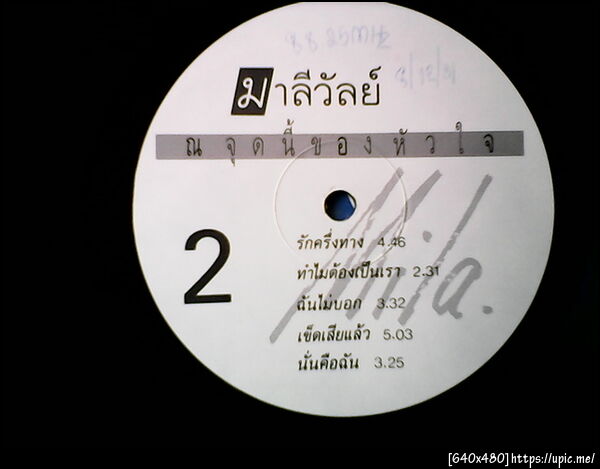 88.25MHz
มาลีวัลย์
ณ จุดนี้ของหัวใจ
Mila.
2
รักครึ่งทาง 4.46
ทำไมต้องเป็นเรา 2.31
ฉันไม่บอก 3.32
เข็ดเสียแล้ว 5.03
นั่นคือฉัน 3.25
[640x480]https://upic.me/